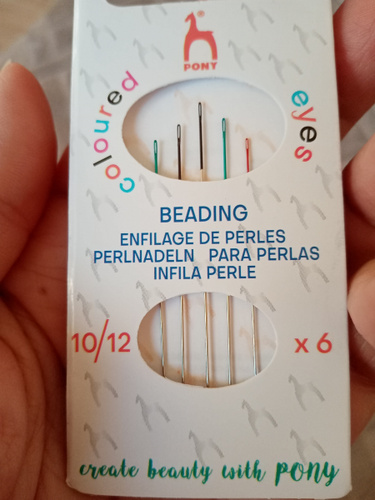 PONY
coloured eyes
BEADING
ENFILAGE DE PERLES
PERLNADELN PARA PERLAS
INFILA PERLE
10/12 x 6
create beauty with PONY